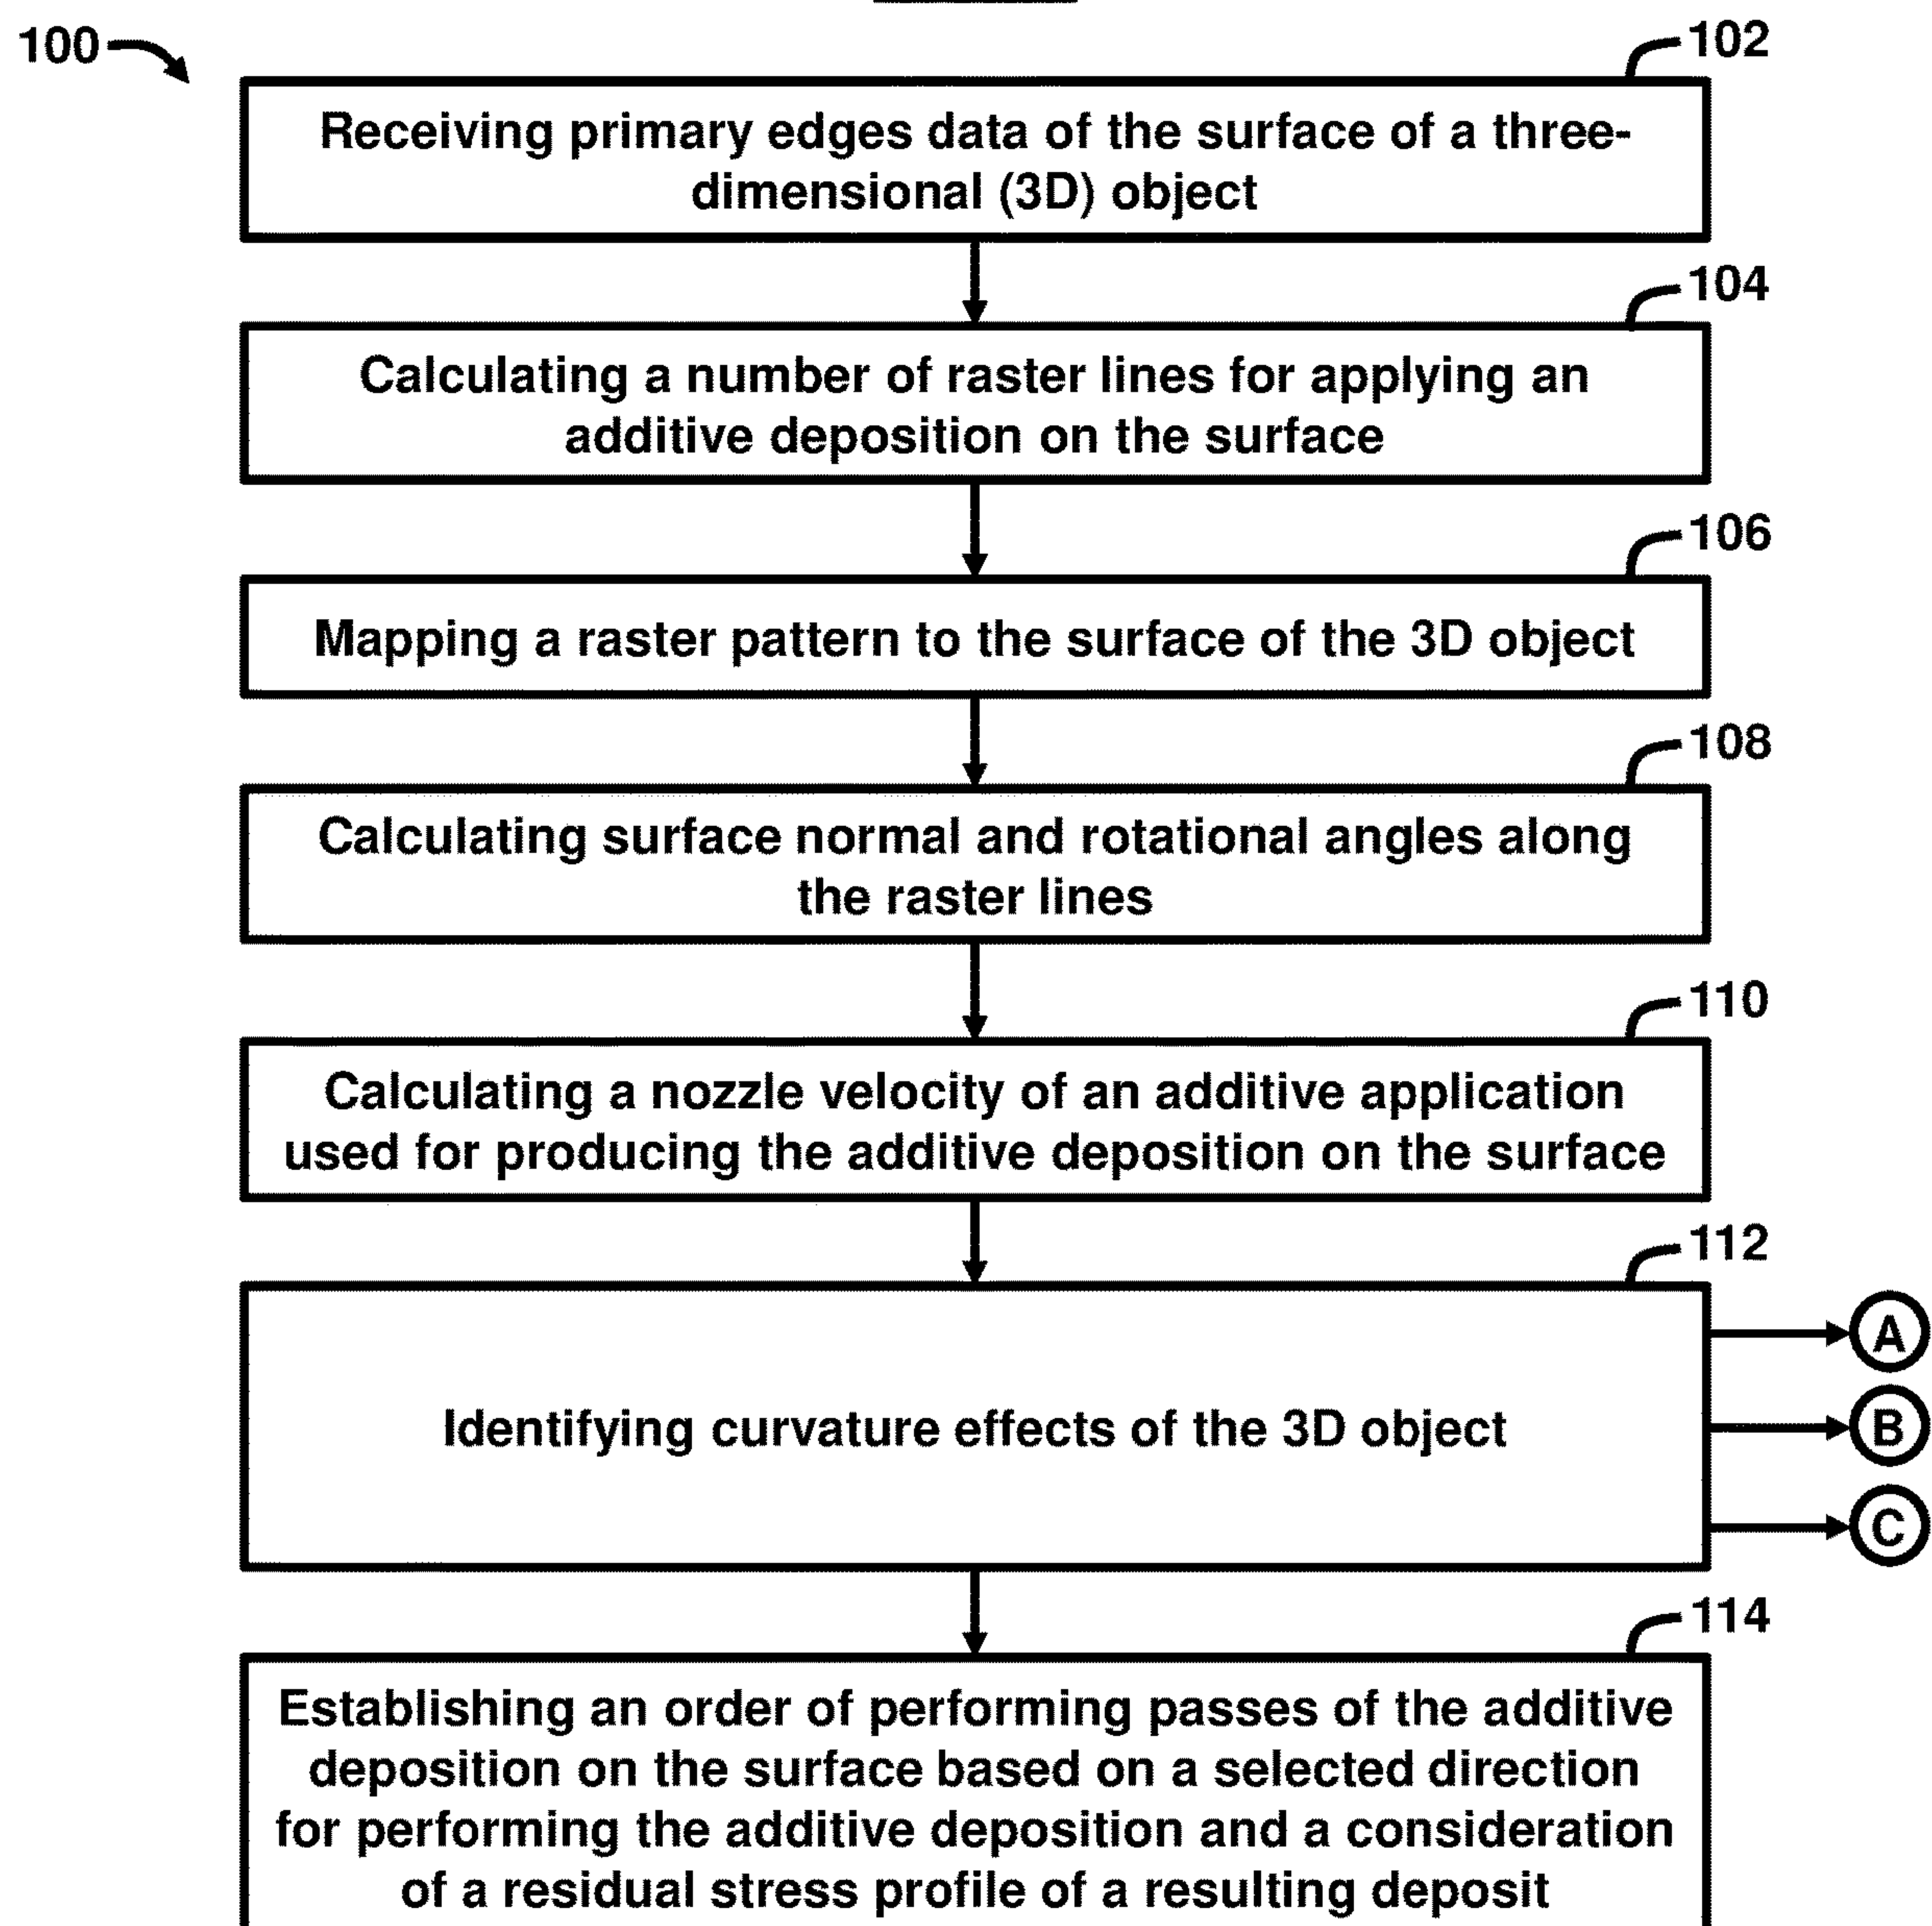 100
102
Receiving primary edges data of the surface of a three-
dimensional (3D) object
104
Calculating a number of raster lines for applying an
additive deposition on the surface
106
Mapping a raster pattern to the surface of the 3D object
108
Calculating surface normal and rotational angles along
the raster lines
110
Calculating a nozzle velocity of an additive application
used for producing the additive deposition on the surface
112
Identifying curvature effects of the 3D object
A
B
C
114
Establishing an order of performing passes of the additive
deposition on the surface based on a selected direction
for performing the additive deposition and a consideration
of a residual stress profile of a resulting deposit